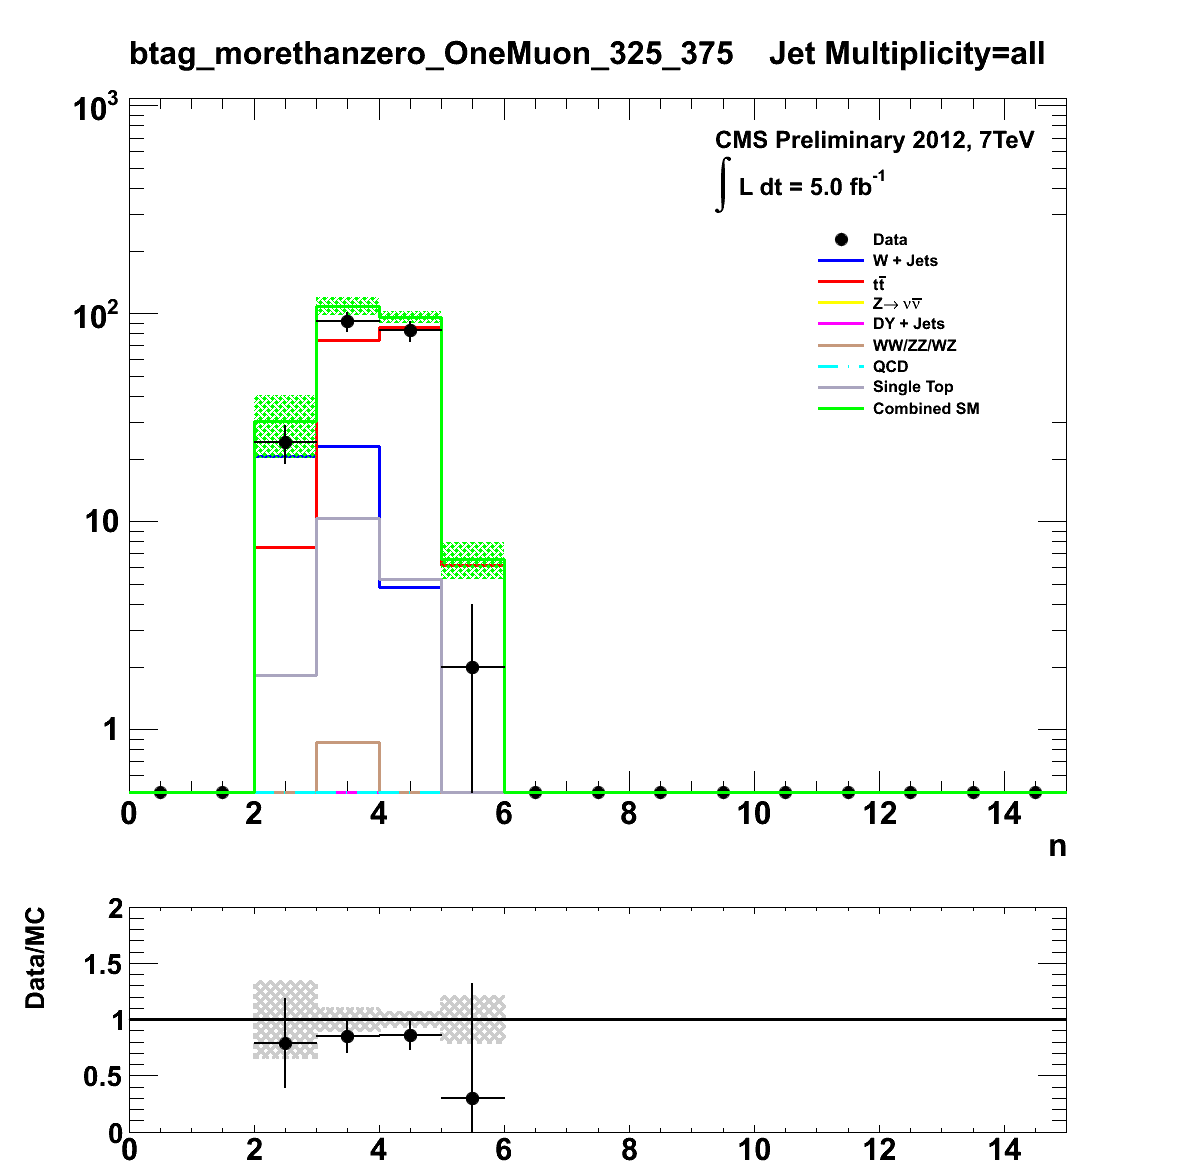 btag_morethanzero_OneMuon_325_375    Jet Multiplicity=all
10³
CMS Preliminary 2012, 7TeV
∫ L dt = 5.0 fb⁻¹
Data
W + Jets
tt̅
Z→ νν̅
10²
DY + Jets
WW/ZZ/WZ
QCD
Single Top
Combined SM
10
1
0 2 4 6 8 10 12 14
n
Data/MC
2
1.5
1
0.5
0
0 2 4 6 8 10 12 14